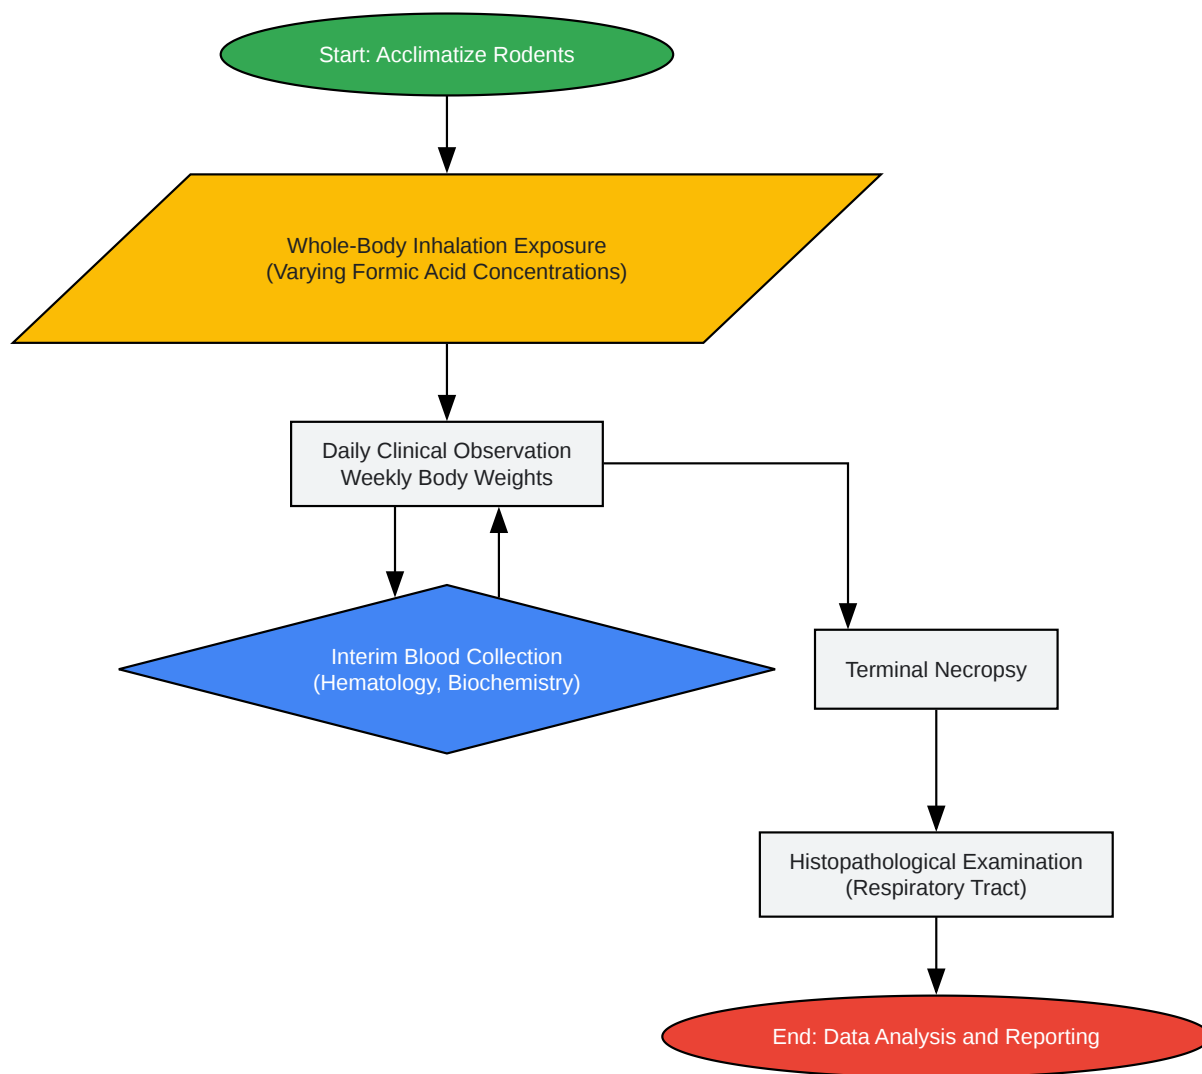 Start: Acclimatize Rodents
Whole-Body Inhalation Exposure
(Varying Formic Acid Concentrations)
Daily Clinical Observation
Weekly Body Weights
Interim Blood Collection
(Hematology, Biochemistry)
Terminal Necropsy
Histopathological Examination
(Respiratory Tract)
End: Data Analysis and Reporting